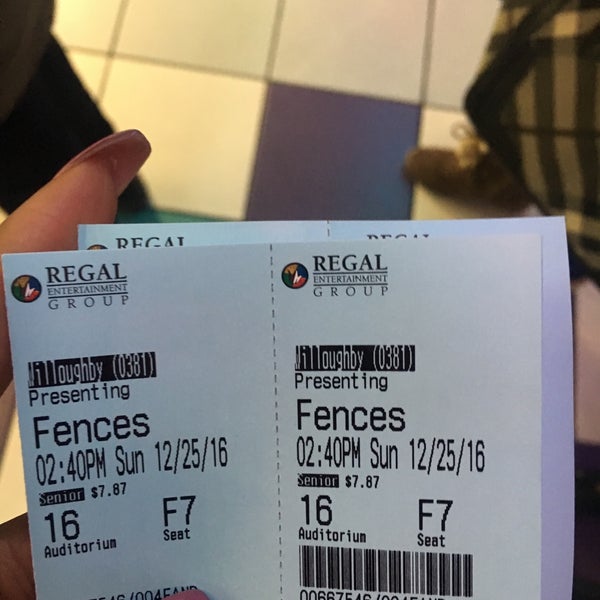 REGAL
REGAL
REGAL
ENTERTAINMENT
GROUP
Willoughby (0381)
Presenting
Fences
02:40PM Sun 12/25/16
Senior $7.87
16 F7
Auditorium Seat
REGAL
ENTERTAINMENT
GROUP
Willoughby (0381)
Presenting
Fences
02:40PM Sun 12/25/16
Senior $7.87
16 F7
Auditorium Seat